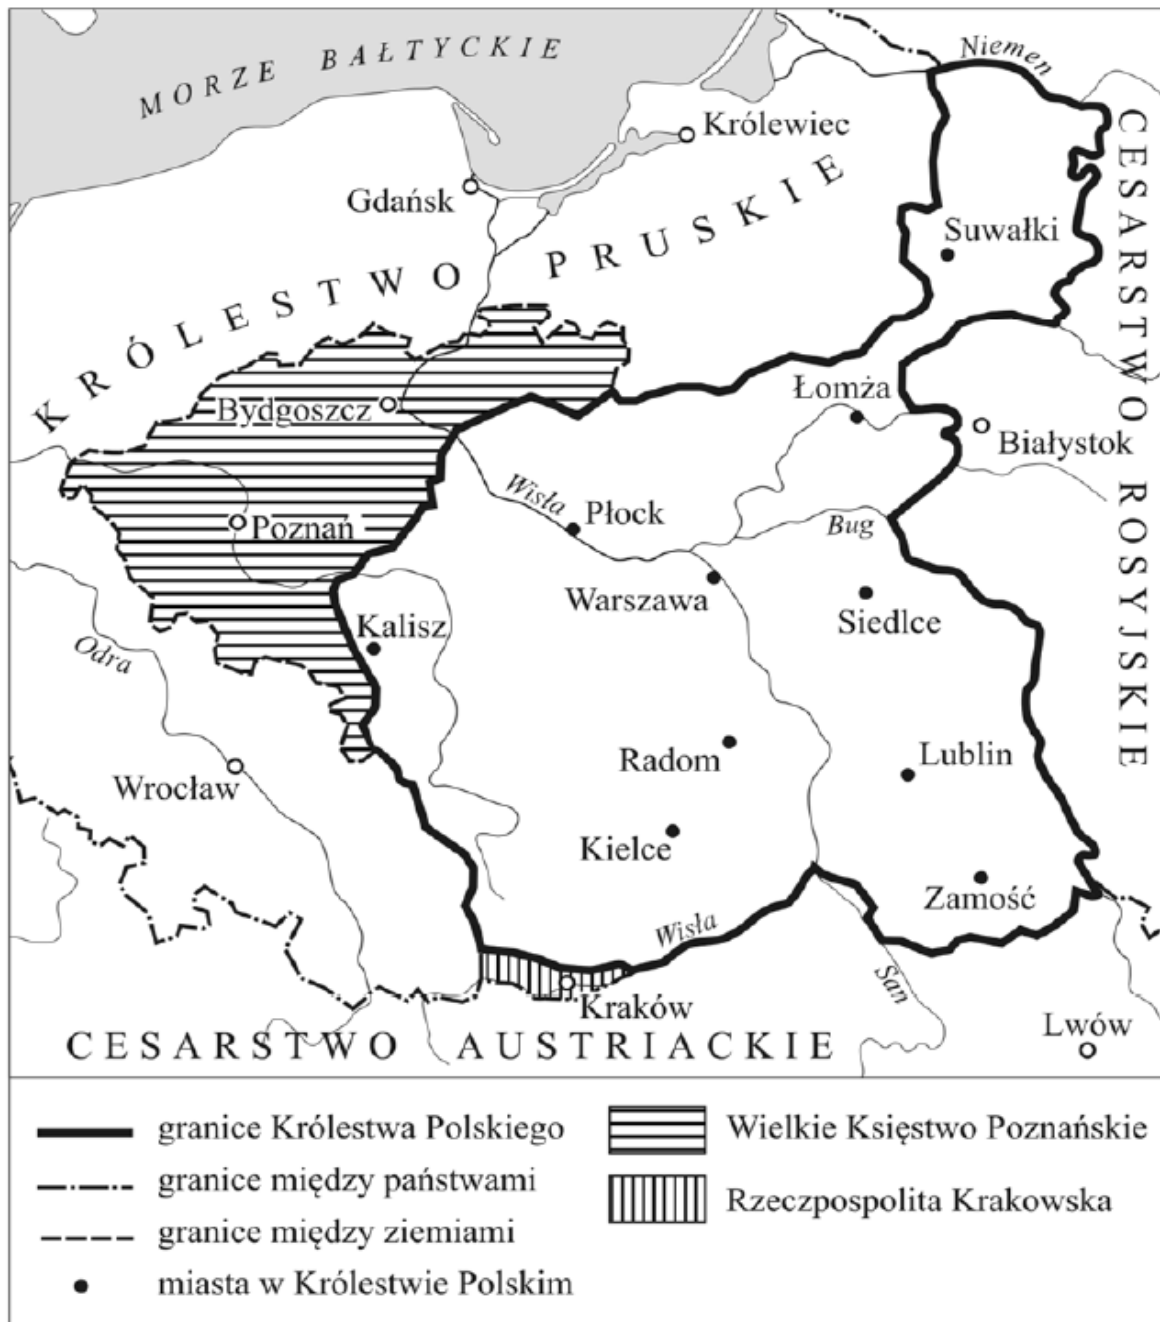 MORZE BAŁTYCKIE
Niemen
Królewiec
Gdańsk
KRÓLESTWO PRUSKIE
Suwałki
CESARSTWO ROSYJSKIE
Łomża
Bydgoszcz
Białystok
Wisła
Płock
Bug
Poznań
Warszawa
Siedlce
Kalisz
Odra
Radom
Lublin
Wrocław
Kielce
Zamość
Wisła
San
Kraków
Lwów
CESARSTWO AUSTRIACKIE
granice Królestwa Polskiego
granice między państwami
granice między ziemiami
miasta w Królestwie Polskim
Wielkie Księstwo Poznańskie
Rzeczpospolita Krakowska